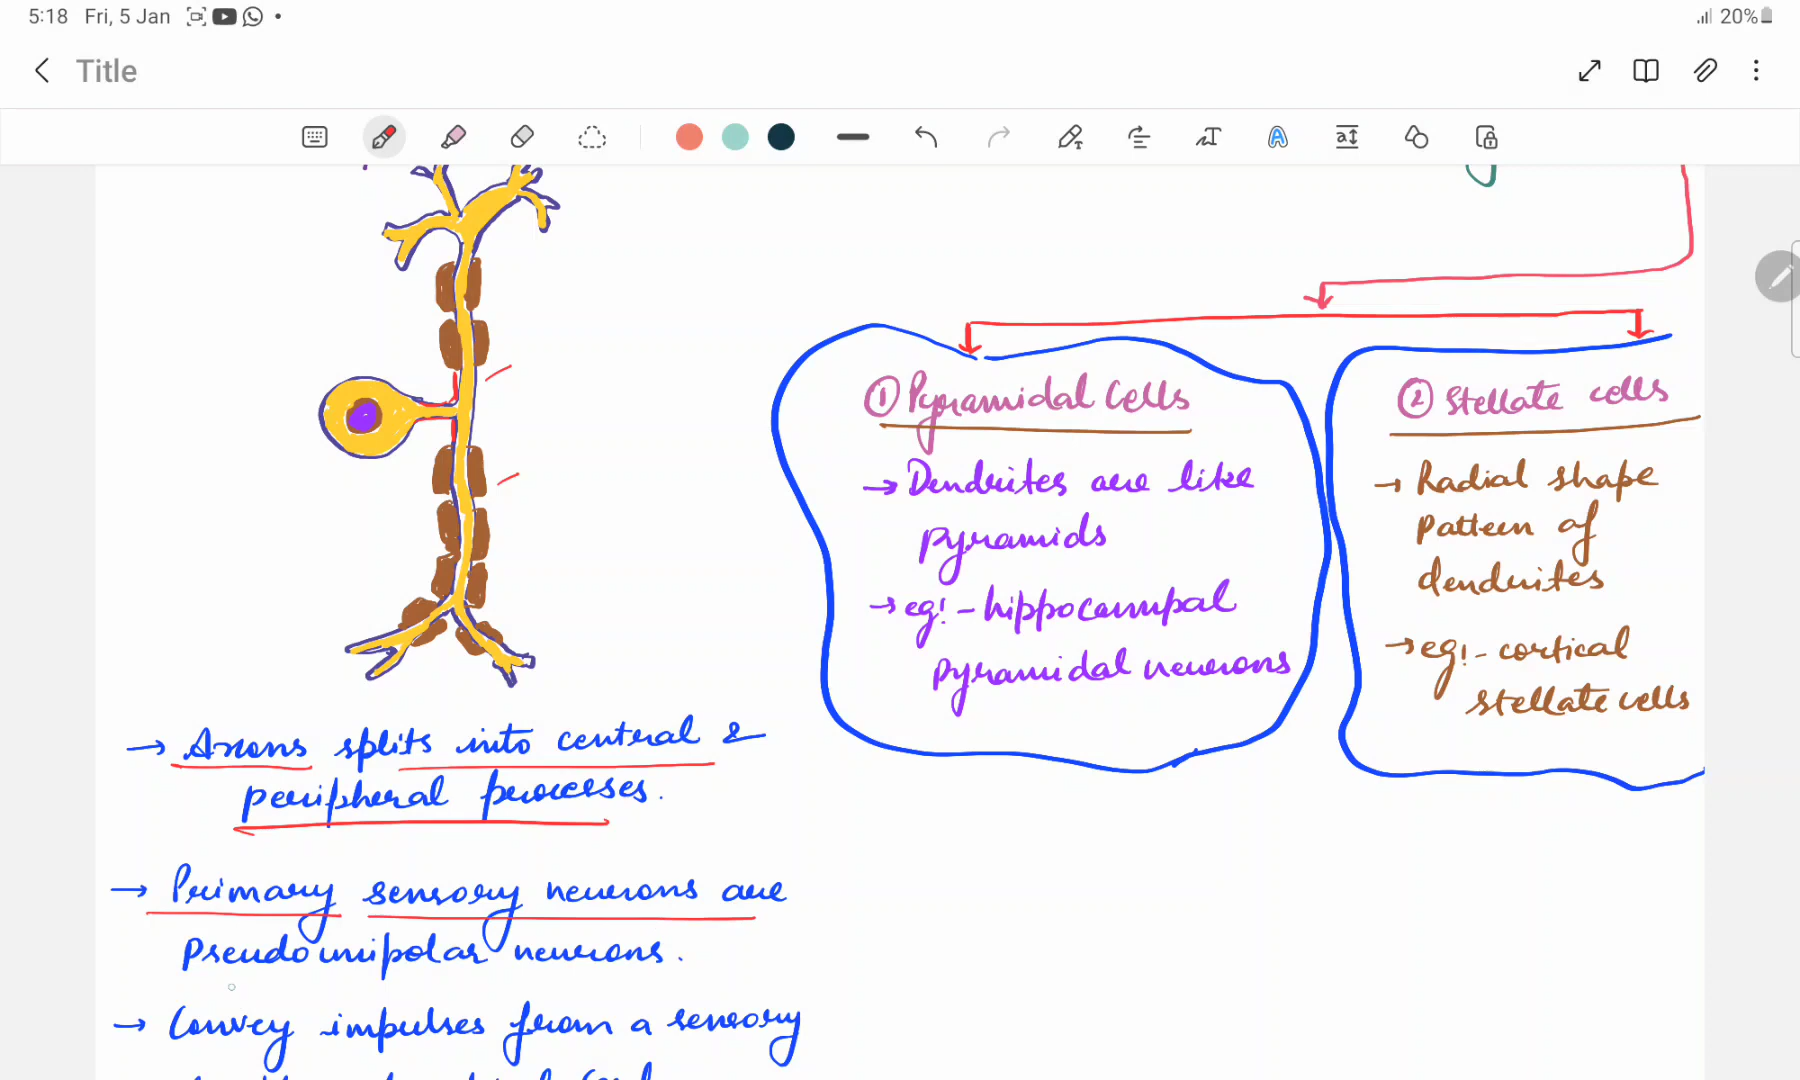 5:18 Fri, 5 Jan
20%
Title
① Pyramidal Cells
→ Dendrites are like
pyramids
→ eg:- hippocampal
pyramidal neurons
② Stellate cells
→ Radial shape
pattern of
dendrites
→ eg:- cortical
stellate cells
→ Axons splits into central &
peripheral processes.
→ Primary sensory neurons are
Pseudounipolar neurons.
→ Convey impulses from a sensory